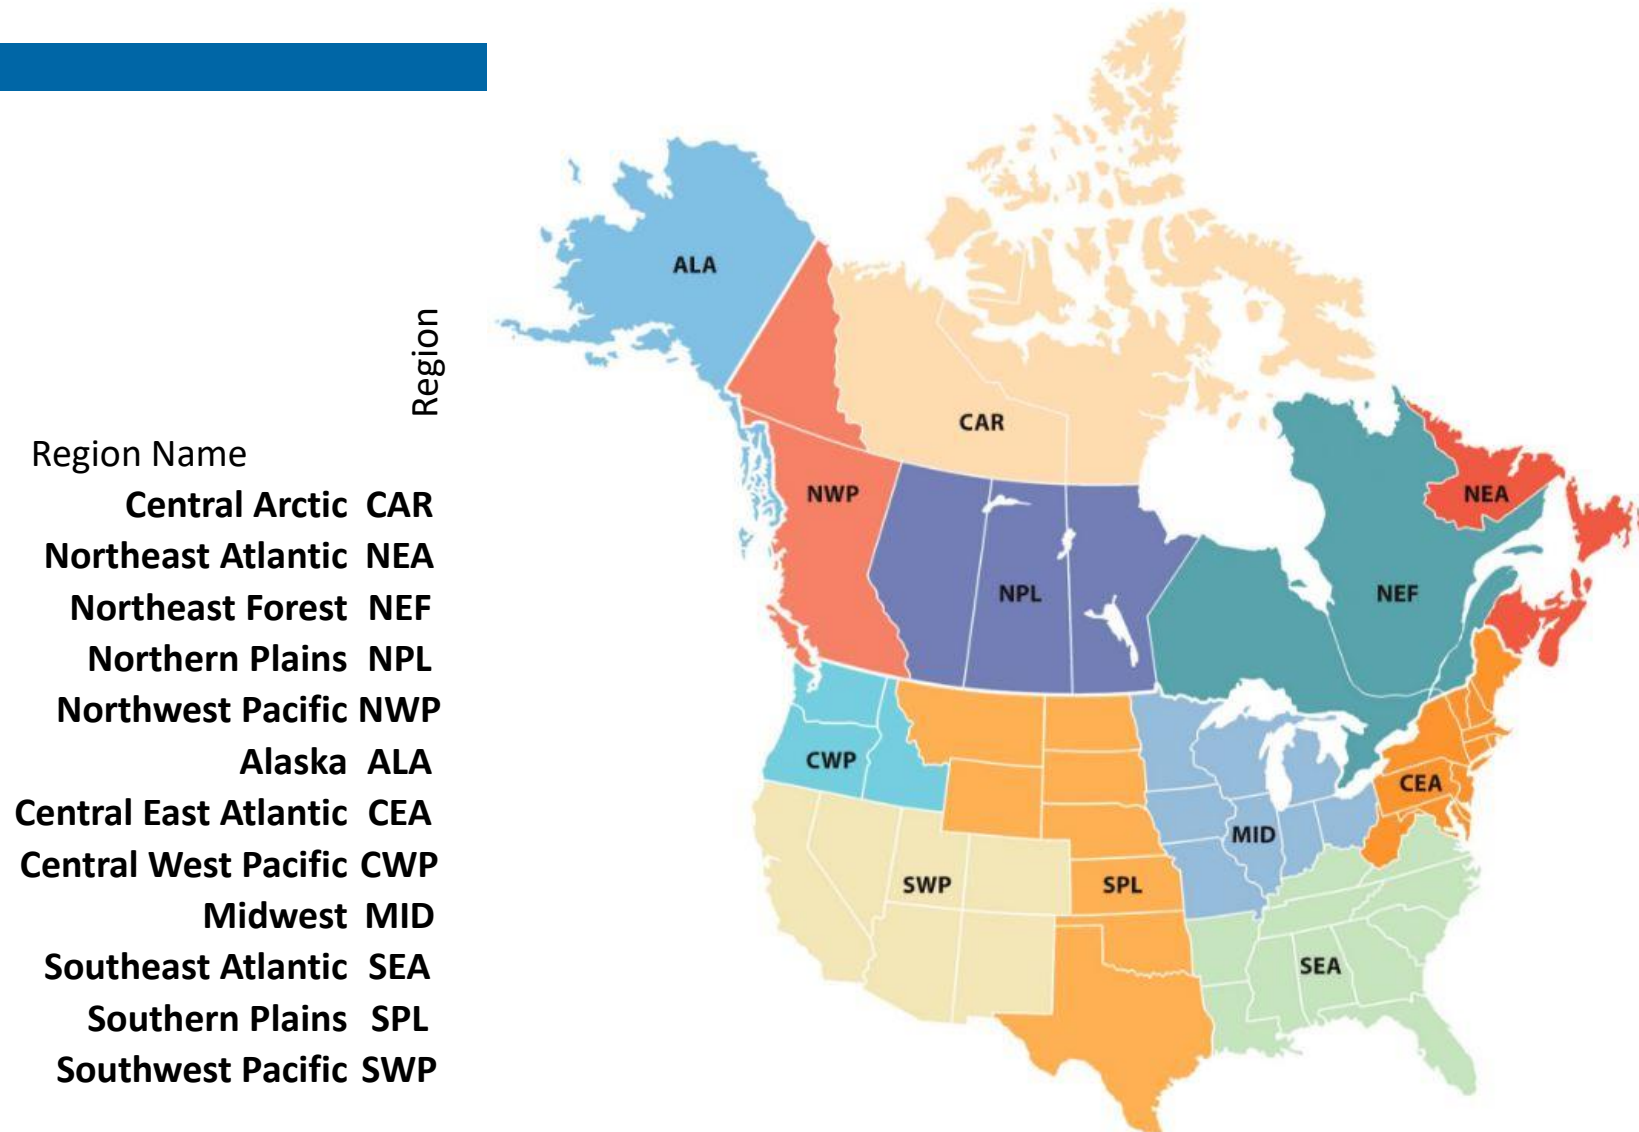 Region
Region Name
Central Arctic CAR
Northeast Atlantic NEA
Northeast Forest NEF
Northern Plains NPL
Northwest Pacific NWP
Alaska ALA
Central East Atlantic CEA
Central West Pacific CWP
Midwest MID
Southeast Atlantic SEA
Southern Plains SPL
Southwest Pacific SWP
ALA
CAR
NWP
NEA
NPL
NEF
CWP
CEA
MID
SWP
SPL
SEA